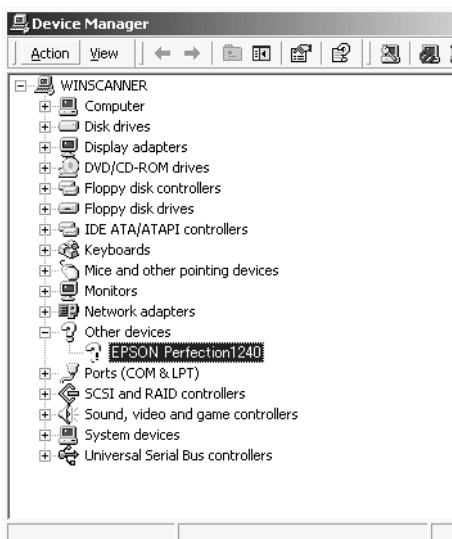 Device Manager
Action View
WINSCANNER
Computer
Disk drives
Display adapters
DVD/CD-ROM drives
Floppy disk controllers
Floppy disk drives
IDE ATA/ATAPI controllers
Keyboards
Mice and other pointing devices
Monitors
Network adapters
Other devices
EPSON Perfection1240
Ports (COM & LPT)
SCSI and RAID controllers
Sound, video and game controllers
System devices
Universal Serial Bus controllers